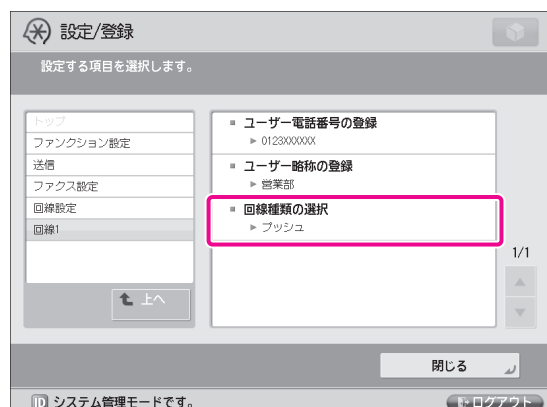 設定/登録
設定する項目を選択します。
トップ
ファンクション設定
送信
ファクス設定
回線設定
回線1
上へ
ユーザー電話番号の登録
0123XXXXXX
ユーザー略称の登録
営業部
回線種類の選択
プッシュ
1/1
閉じる
ID システム管理モードです。
ログアウト